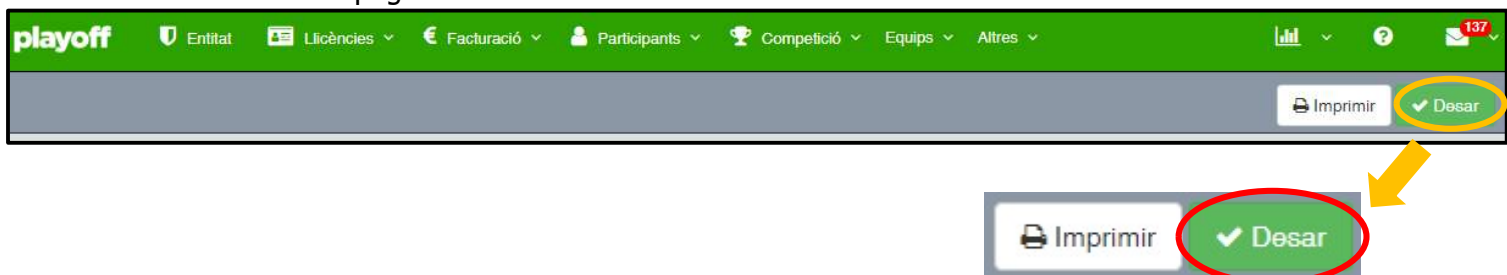 playoff Entitat Llicències € Facturació Participants Competició Equips Altres ? 137
Imprimir Desar
Imprimir Desar